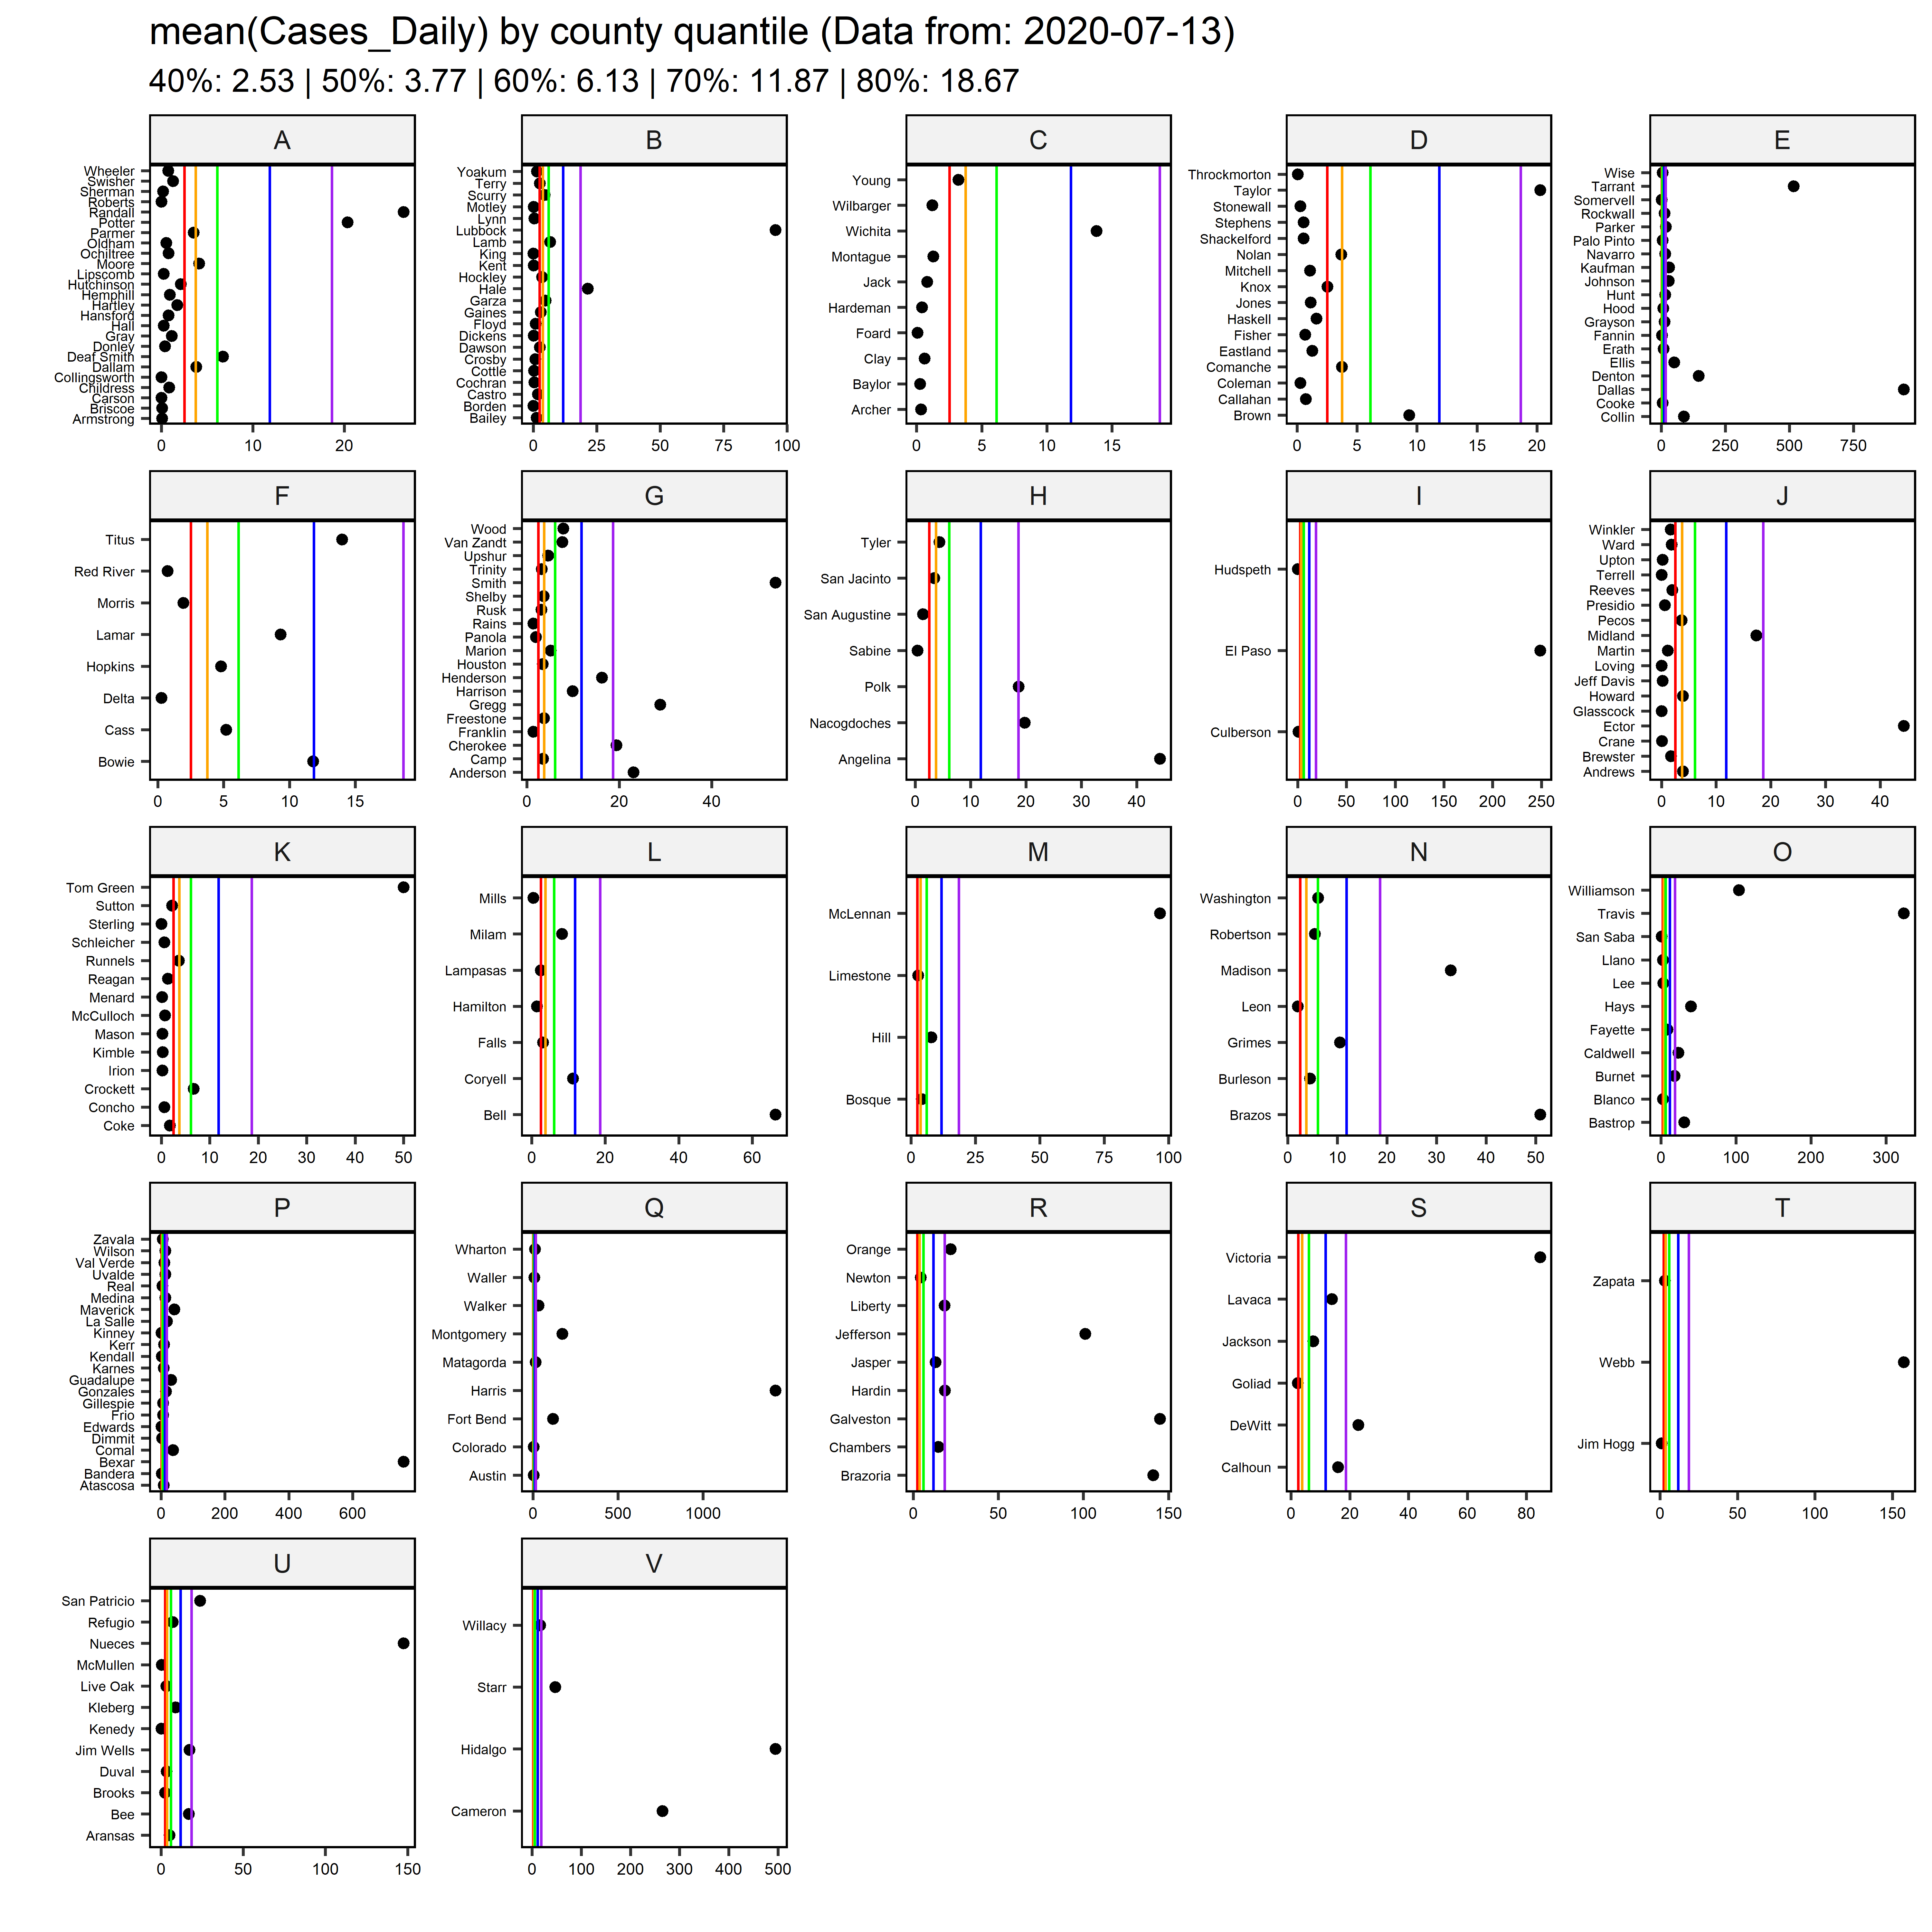 mean(Cases_Daily) by county quantile (Data from: 2020-07-13)
40%: 2.53 | 50%: 3.77 | 60%: 6.13 | 70%: 11.87 | 80%: 18.67
A
Wheeler
Swisher
Sherman
Roberts
Randall
Potter
Parmer
Oldham
Ochiltree
Moore
Lipscomb
Hutchinson
Hemphill
Hartley
Hansford
Hall
Gray
Donley
Deaf Smith
Dallam
Collingsworth
Childress
Carson
Briscoe
Armstrong
0 10 20
B
Yoakum
Terry
Scurry
Motley
Lynn
Lubbock
Lamb
King
Kent
Hockley
Hale
Garza
Gaines
Floyd
Dickens
Dawson
Crosby
Cottle
Cochran
Castro
Borden
Bailey
0 25 50 75 100
C
Young
Wilbarger
Wichita
Montague
Jack
Hardeman
Foard
Clay
Baylor
Archer
0 5 10 15
D
Throckmorton
Taylor
Stonewall
Stephens
Shackelford
Nolan
Mitchell
Knox
Jones
Haskell
Fisher
Eastland
Comanche
Coleman
Callahan
Brown
0 5 10 15 20
E
Wise
Tarrant
Somervell
Rockwall
Parker
Palo Pinto
Navarro
Kaufman
Johnson
Hunt
Hood
Grayson
Fannin
Erath
Ellis
Denton
Dallas
Cooke
Collin
0 250 500 750
F
Titus
Red River
Morris
Lamar
Hopkins
Delta
Cass
Bowie
0 5 10 15
G
Wood
Van Zandt
Upshur
Trinity
Smith
Shelby
Rusk
Rains
Panola
Marion
Houston
Henderson
Harrison
Gregg
Freestone
Franklin
Cherokee
Camp
Anderson
0 20 40
H
Tyler
San Jacinto
San Augustine
Sabine
Polk
Nacogdoches
Angelina
0 10 20 30 40
I
Hudspeth
El Paso
Culberson
0 50 100 150 200 250
J
Winkler
Ward
Upton
Terrell
Reeves
Presidio
Pecos
Midland
Martin
Loving
Jeff Davis
Howard
Glasscock
Ector
Crane
Brewster
Andrews
0 10 20 30 40
K
Tom Green
Sutton
Sterling
Schleicher
Runnels
Reagan
Menard
McCulloch
Mason
Kimble
Irion
Crockett
Concho
Coke
0 10 20 30 40 50
L
Mills
Milam
Lampasas
Hamilton
Falls
Coryell
Bell
0 20 40 60
M
McLennan
Limestone
Hill
Bosque
0 25 50 75 100
N
Washington
Robertson
Madison
Leon
Grimes
Burleson
Brazos
0 10 20 30 40 50
O
Williamson
Travis
San Saba
Llano
Lee
Hays
Fayette
Caldwell
Burnet
Blanco
Bastrop
0 100 200 300
P
Zavala
Wilson
Val Verde
Uvalde
Real
Medina
Maverick
La Salle
Kinney
Kerr
Kendall
Karnes
Guadalupe
Gonzales
Gillespie
Frio
Edwards
Dimmit
Comal
Bexar
Bandera
Atascosa
0 200 400 600
Q
Wharton
Waller
Walker
Montgomery
Matagorda
Harris
Fort Bend
Colorado
Austin
0 500 1000
R
Orange
Newton
Liberty
Jefferson
Jasper
Hardin
Galveston
Chambers
Brazoria
0 50 100 150
S
Victoria
Lavaca
Jackson
Goliad
DeWitt
Calhoun
0 20 40 60 80
T
Zapata
Webb
Jim Hogg
0 50 100 150
U
San Patricio
Refugio
Nueces
McMullen
Live Oak
Kleberg
Kenedy
Jim Wells
Duval
Brooks
Bee
Aransas
0 50 100 150
V
Willacy
Starr
Hidalgo
Cameron
0 100 200 300 400 500